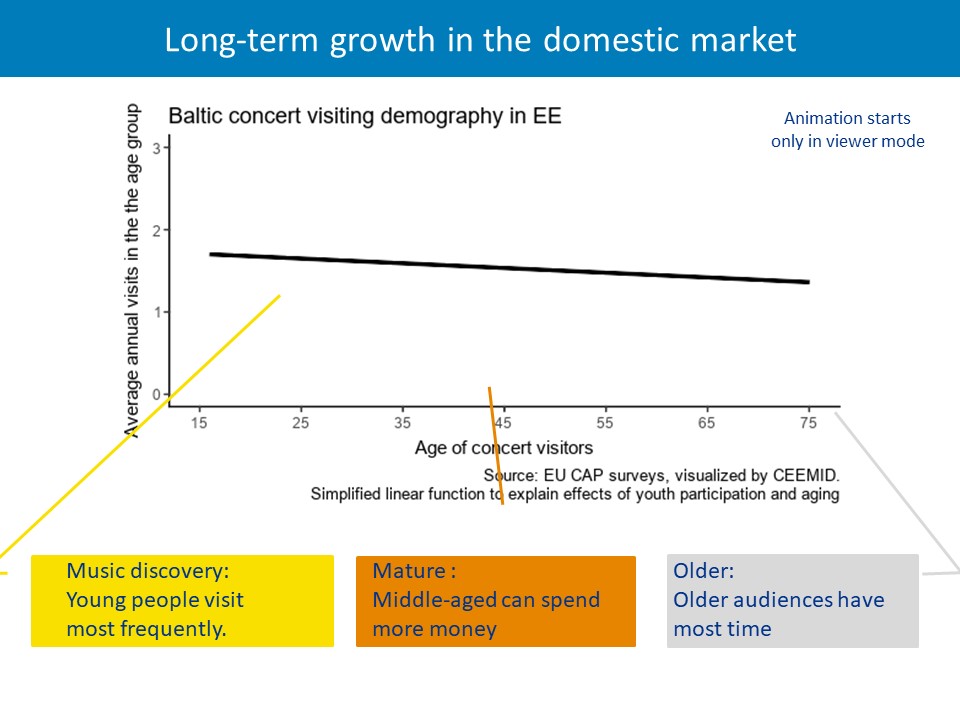 Long-term growth in the domestic market
Baltic concert visiting demography in EE
Animation starts
only in viewer mode
Average annual visits in the the age group
3
2
1
0
15 25 35 45 55 65 75
Age of concert visitors
Source: EU CAP surveys, visualized by CEEMID.
Simplified linear function to explain effects of youth participation and aging
Music discovery:
Young people visit
most frequently.
Mature :
Middle-aged can spend
more money
Older:
Older audiences have
most time